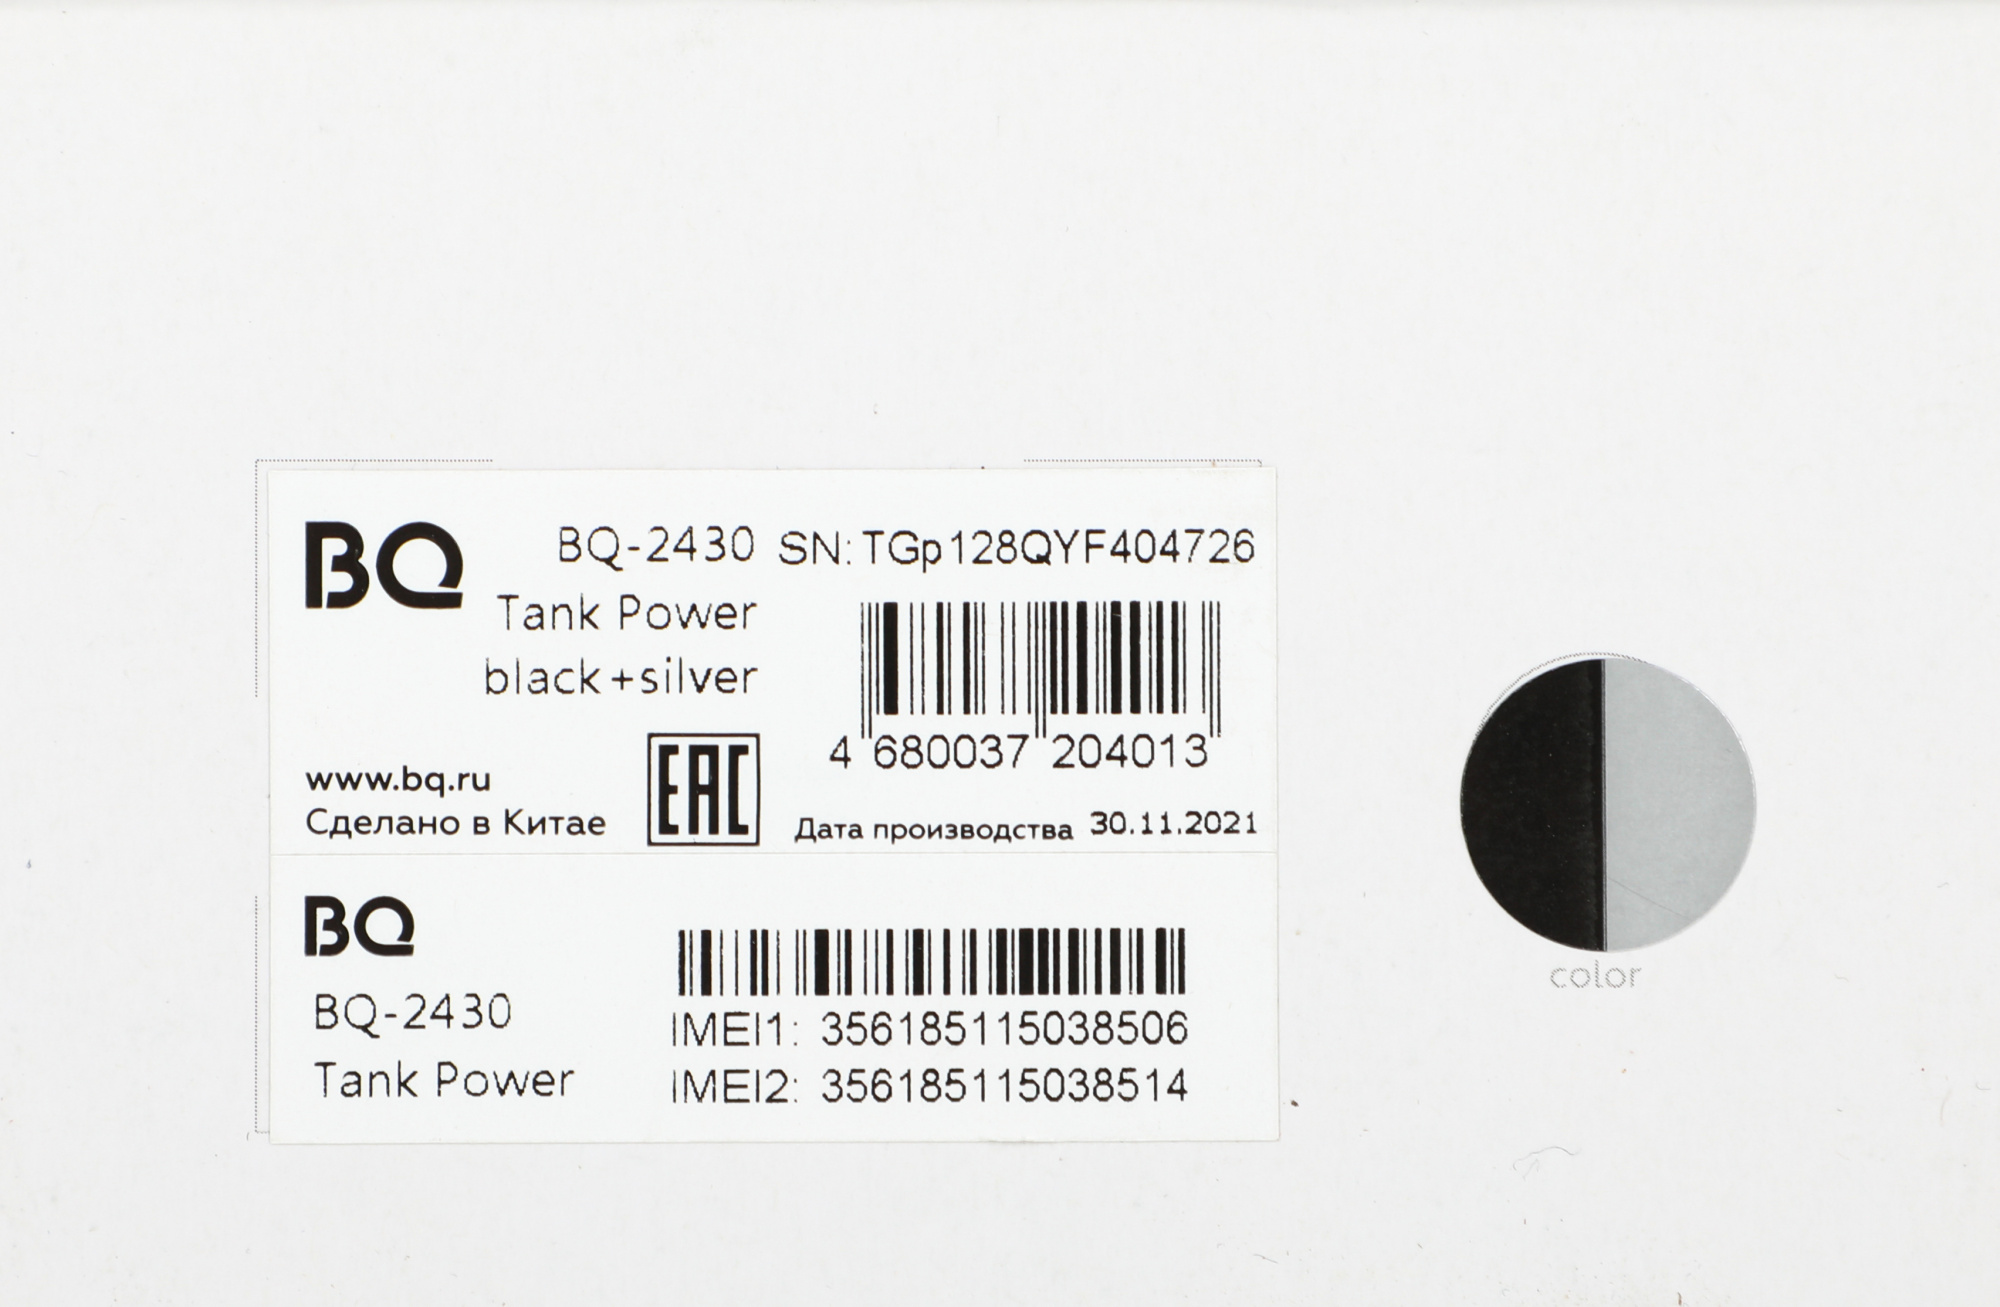 BQ
BQ-2430
Tank Power
black+silver
SN: TGp128QYF404726
4 680037 204013
www.bq.ru
Сделано в Китае
EAC
Дата производства 30.11.2021
BQ
BQ-2430
Tank Power
IMEI1: 356185115038506
IMEI2: 356185115038514
color